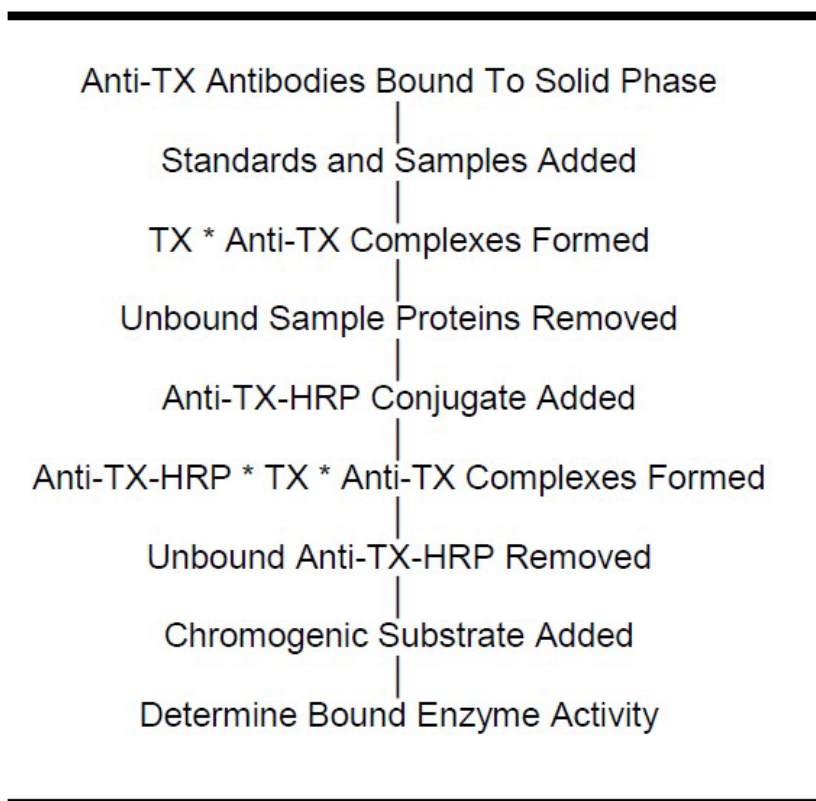 Anti-TX Antibodies Bound To Solid Phase
Standards and Samples Added
TX * Anti-TX Complexes Formed
Unbound Sample Proteins Removed
Anti-TX-HRP Conjugate Added
Anti-TX-HRP * TX * Anti-TX Complexes Formed
Unbound Anti-TX-HRP Removed
Chromogenic Substrate Added
Determine Bound Enzyme Activity